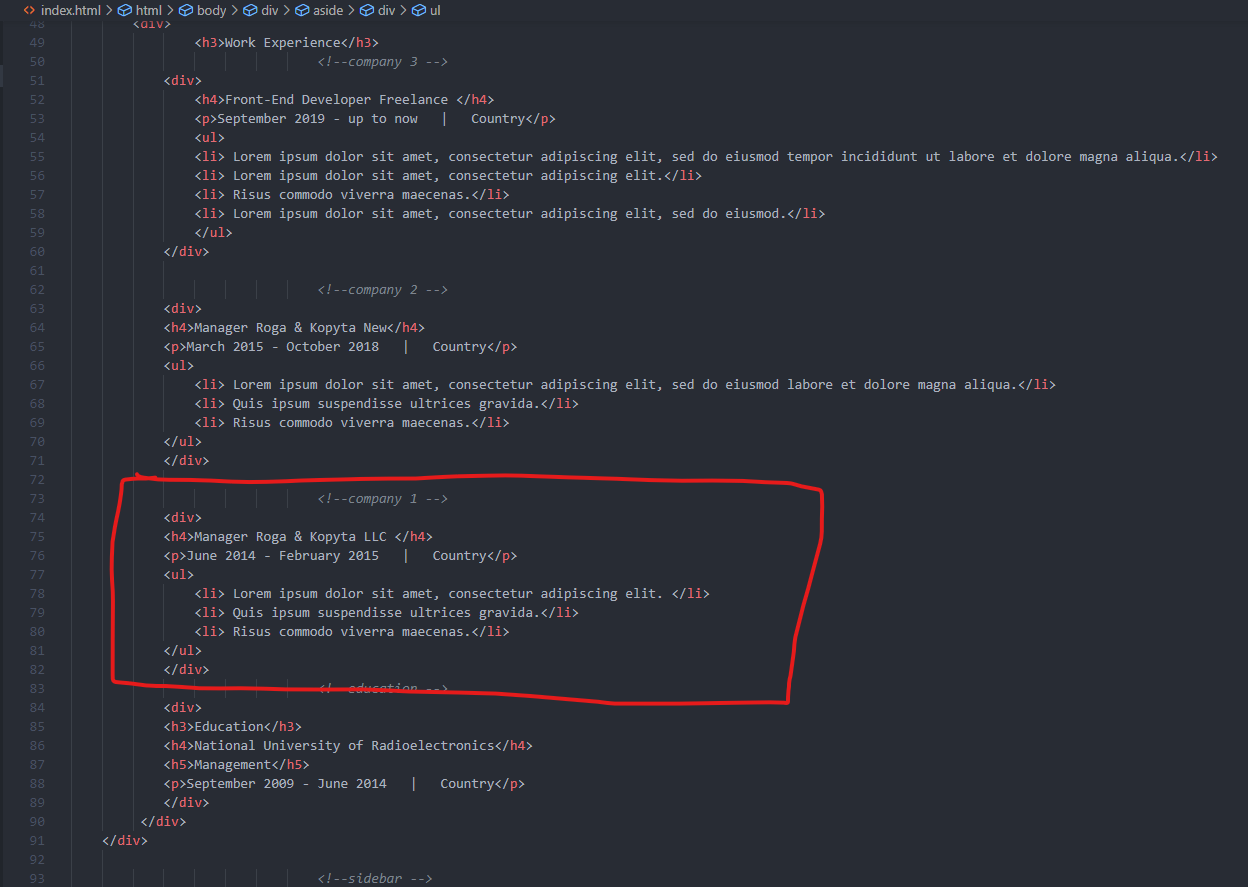 index.html > html > body > div > aside > div > ul
48 <div>
49 <h3>Work Experience</h3>
50 <!--company 3 -->
51 <div>
52 <h4>Front-End Developer Freelance </h4>
53 <p>September 2019 - up to now | Country</p>
54 <ul>
55 <li> Lorem ipsum dolor sit amet, consectetur adipiscing elit, sed do eiusmod tempor incididunt ut labore et dolore magna aliqua.</li>
56 <li> Lorem ipsum dolor sit amet, consectetur adipiscing elit.</li>
57 <li> Risus commodo viverra maecenas.</li>
58 <li> Lorem ipsum dolor sit amet, consectetur adipiscing elit, sed do eiusmod.</li>
59 </ul>
60 </div>
61
62 <!--company 2 -->
63 <div>
64 <h4>Manager Roga & Kopyta New</h4>
65 <p>March 2015 - October 2018 | Country</p>
66 <ul>
67 <li> Lorem ipsum dolor sit amet, consectetur adipiscing elit, sed do eiusmod labore et dolore magna aliqua.</li>
68 <li> Quis ipsum suspendisse ultrices gravida.</li>
69 <li> Risus commodo viverra maecenas.</li>
70 </ul>
71 </div>
72
73 <!--company 1 -->
74 <div>
75 <h4>Manager Roga & Kopyta LLC </h4>
76 <p>June 2014 - February 2015 | Country</p>
77 <ul>
78 <li> Lorem ipsum dolor sit amet, consectetur adipiscing elit. </li>
79 <li> Quis ipsum suspendisse ultrices gravida.</li>
80 <li> Risus commodo viverra maecenas.</li>
81 </ul>
82 </div>
83 <!--education -->
84 <div>
85 <h3>Education</h3>
86 <h4>National University of Radioelectronics</h4>
87 <h5>Management</h5>
88 <p>September 2009 - June 2014 | Country</p>
89 </div>
90 </div>
91 </div>
92
93 <!--sidebar -->